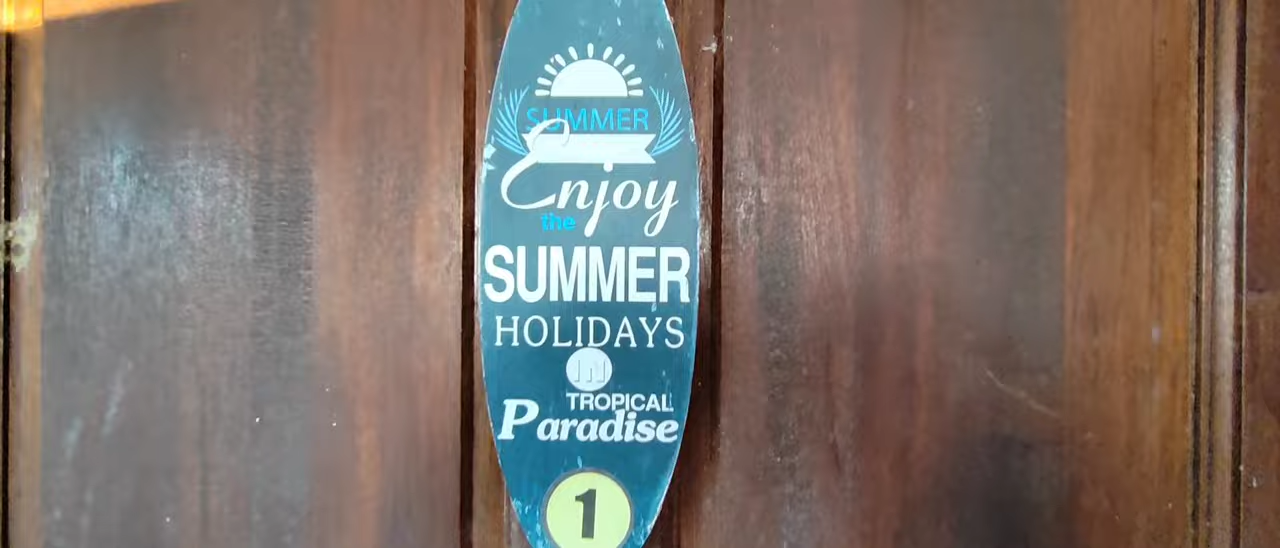 SUMMER
Enjoy
the
SUMMER
HOLIDAYS
IN
TROPICAL
Paradise
1